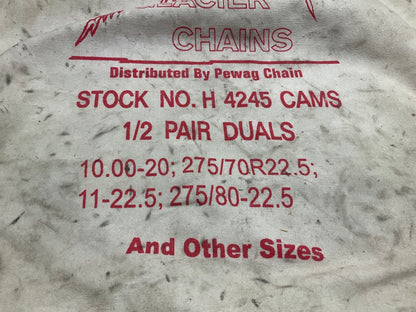 GLACIER
CHAINS
Distributed By Pewag Chain
STOCK NO. H 4245 CAMS
1/2 PAIR DUALS
10.00-20; 275/70R22.5;
11-22.5; 275/80-22.5
And Other Sizes